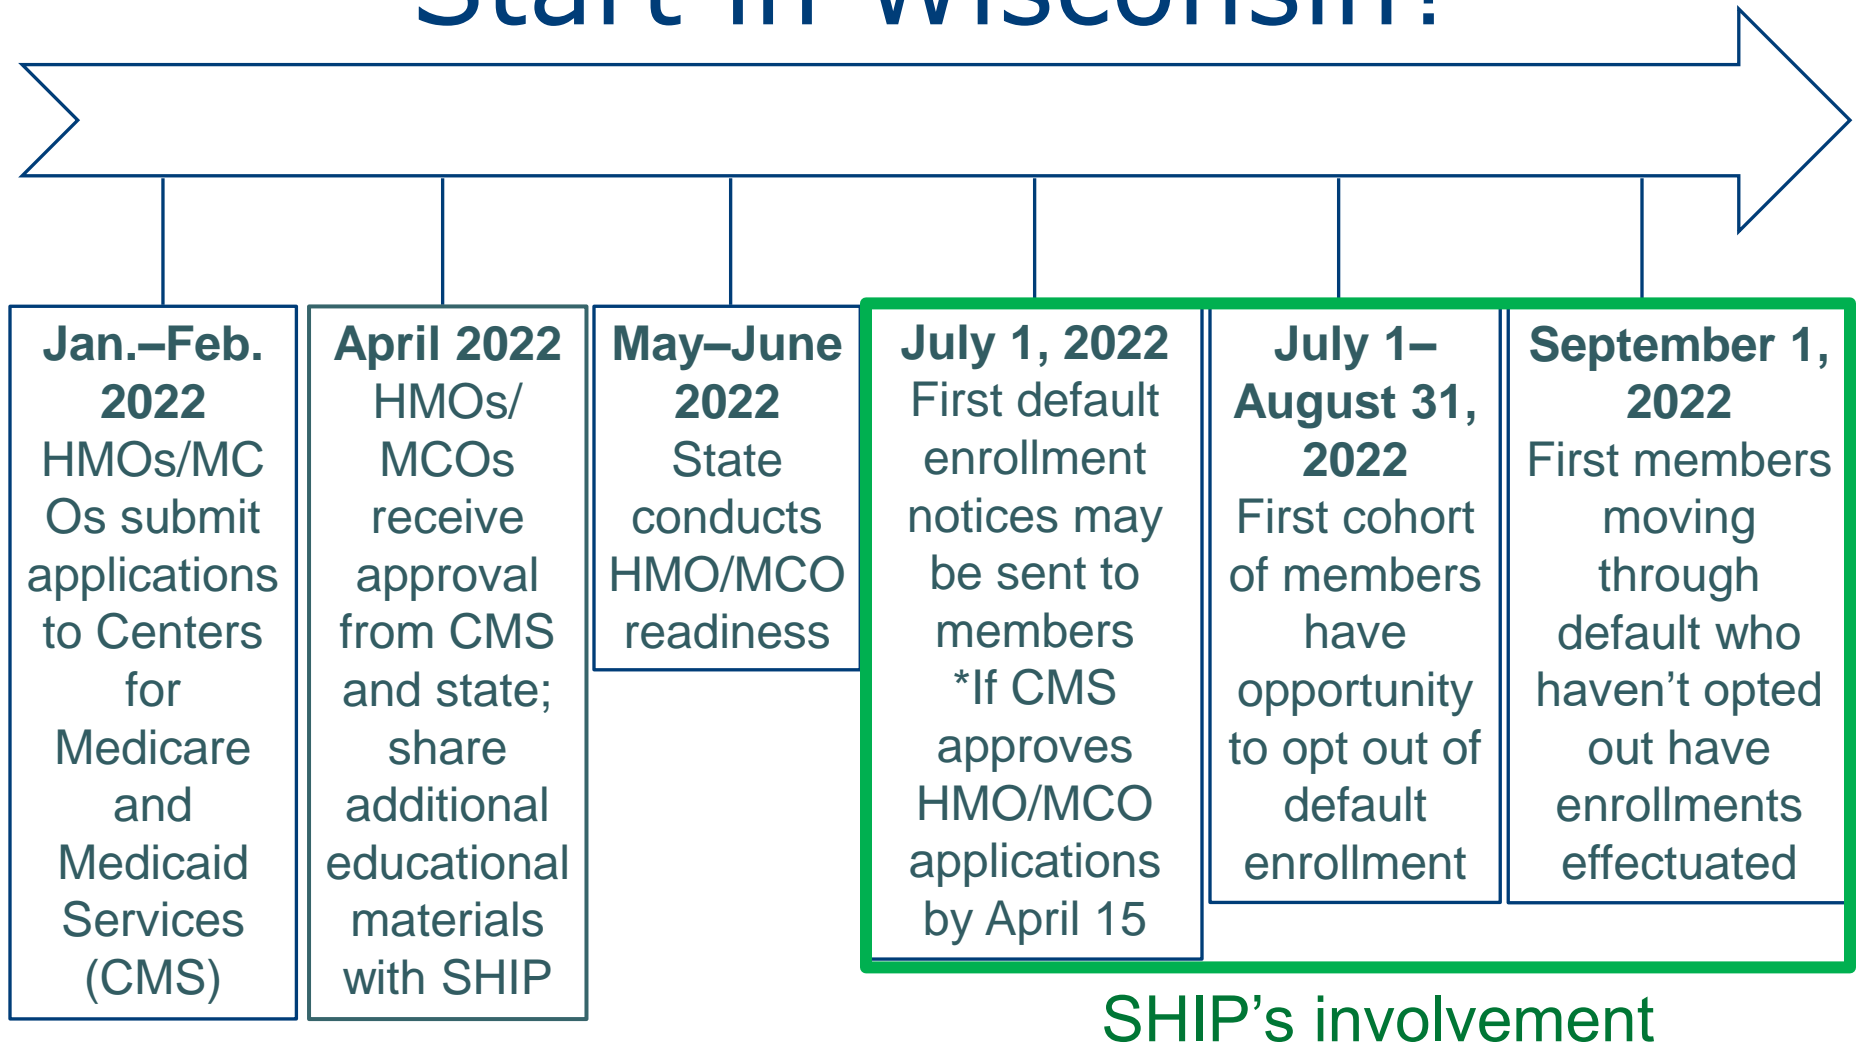 Start in Wisconsin?
Jan.–Feb.
2022
HMOs/MC
Os submit
applications
to Centers
for
Medicare
and
Medicaid
Services
(CMS)
April 2022
HMOs/
MCOs
receive
approval
from CMS
and state;
share
additional
educational
materials
with SHIP
May–June
2022
State
conducts
HMO/MCO
readiness
July 1, 2022
First default
enrollment
notices may
be sent to
members
*If CMS
approves
HMO/MCO
applications
by April 15
July 1–
August 31,
2022
First cohort
of members
have
opportunity
to opt out of
default
enrollment
September 1,
2022
First members
moving
through
default who
haven’t opted
out have
enrollments
effectuated
SHIP’s involvement